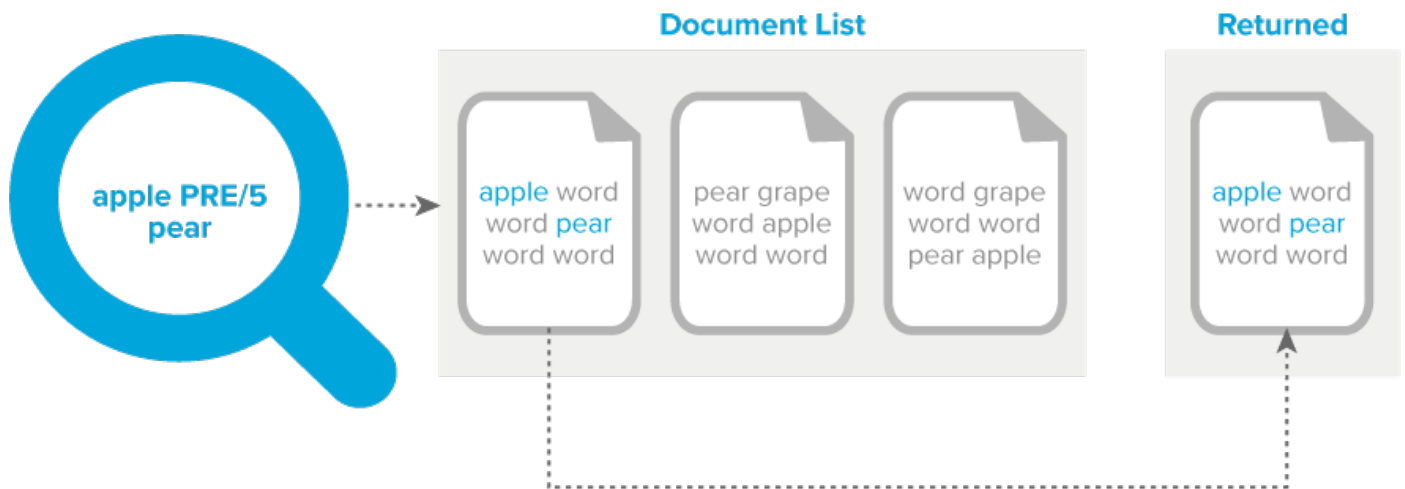 Document List
Returned
apple PRE/5
pear
apple word
word pear
word word
pear grape
word apple
word word
word grape
word word
pear apple
apple word
word pear
word word